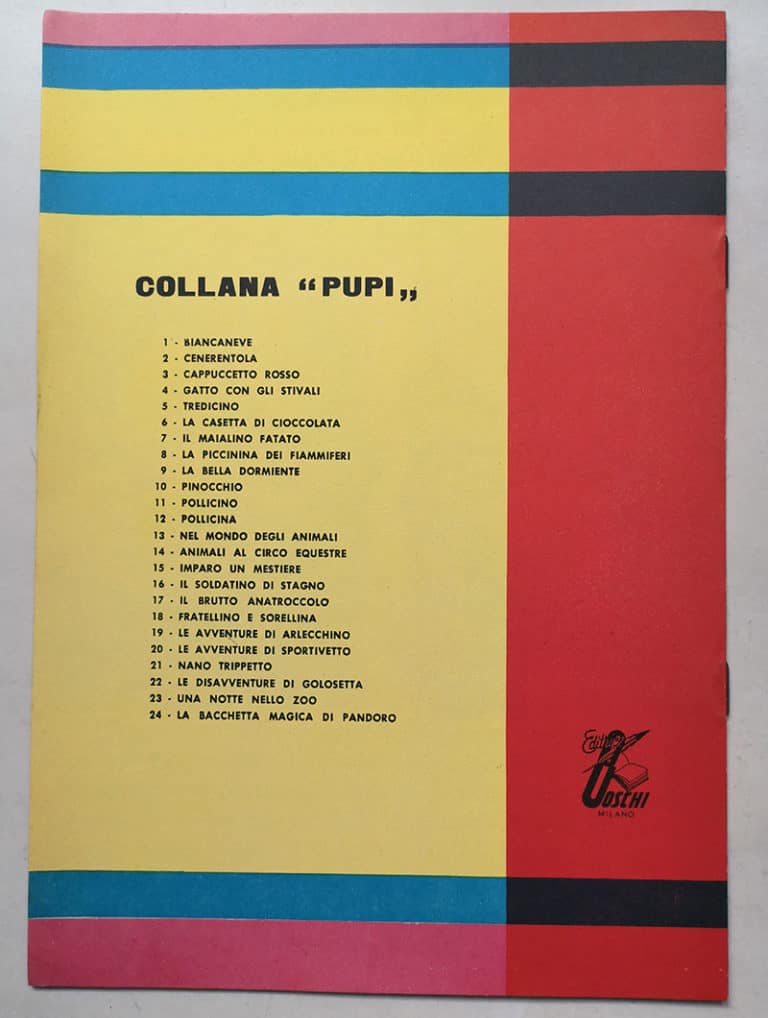 COLLANA “PUPI„
1 - BIANCANEVE
2 - CENERENTOLA
3 - CAPPUCCETTO ROSSO
4 - GATTO CON GLI STIVALI
5 - TREDICINO
6 - LA CASETTA DI CIOCCOLATA
7 - IL MAIALINO FATATO
8 - LA PICCININA DEI FIAMMIFERI
9 - LA BELLA DORMIENTE
10 - PINOCCHIO
11 - POLLICINO
12 - POLLICINA
13 - NEL MONDO DEGLI ANIMALI
14 - ANIMALI AL CIRCO EQUESTRE
15 - IMPARO UN MESTIERE
16 - IL SOLDATINO DI STAGNO
17 - IL BRUTTO ANATROCCOLO
18 - FRATELLINO E SORELLINA
19 - LE AVVENTURE DI ARLECCHINO
20 - LE AVVENTURE DI SPORTIVETTO
21 - NANO TRIPPETTO
22 - LE DISAVVENTURE DI GOLOSETTA
23 - UNA NOTTE NELLO ZOO
24 - LA BACCHETTA MAGICA DI PANDORO
MILANO